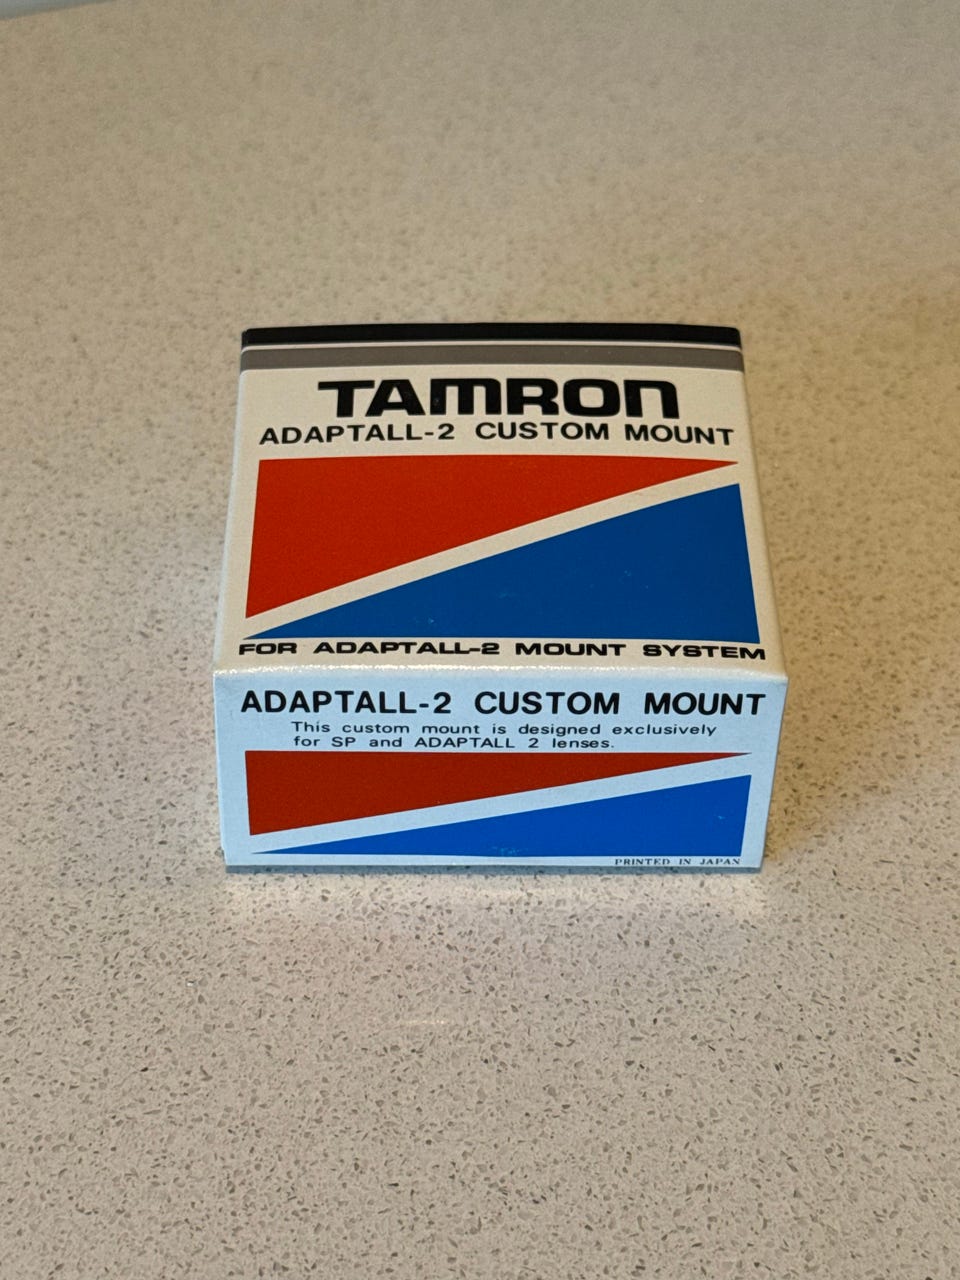 TAMRON
ADAPTALL-2 CUSTOM MOUNT
FOR ADAPTALL-2 MOUNT SYSTEM
ADAPTALL-2 CUSTOM MOUNT
This custom mount is designed exclusively
for SP and ADAPTALL 2 lenses.
PRINTED IN JAPAN